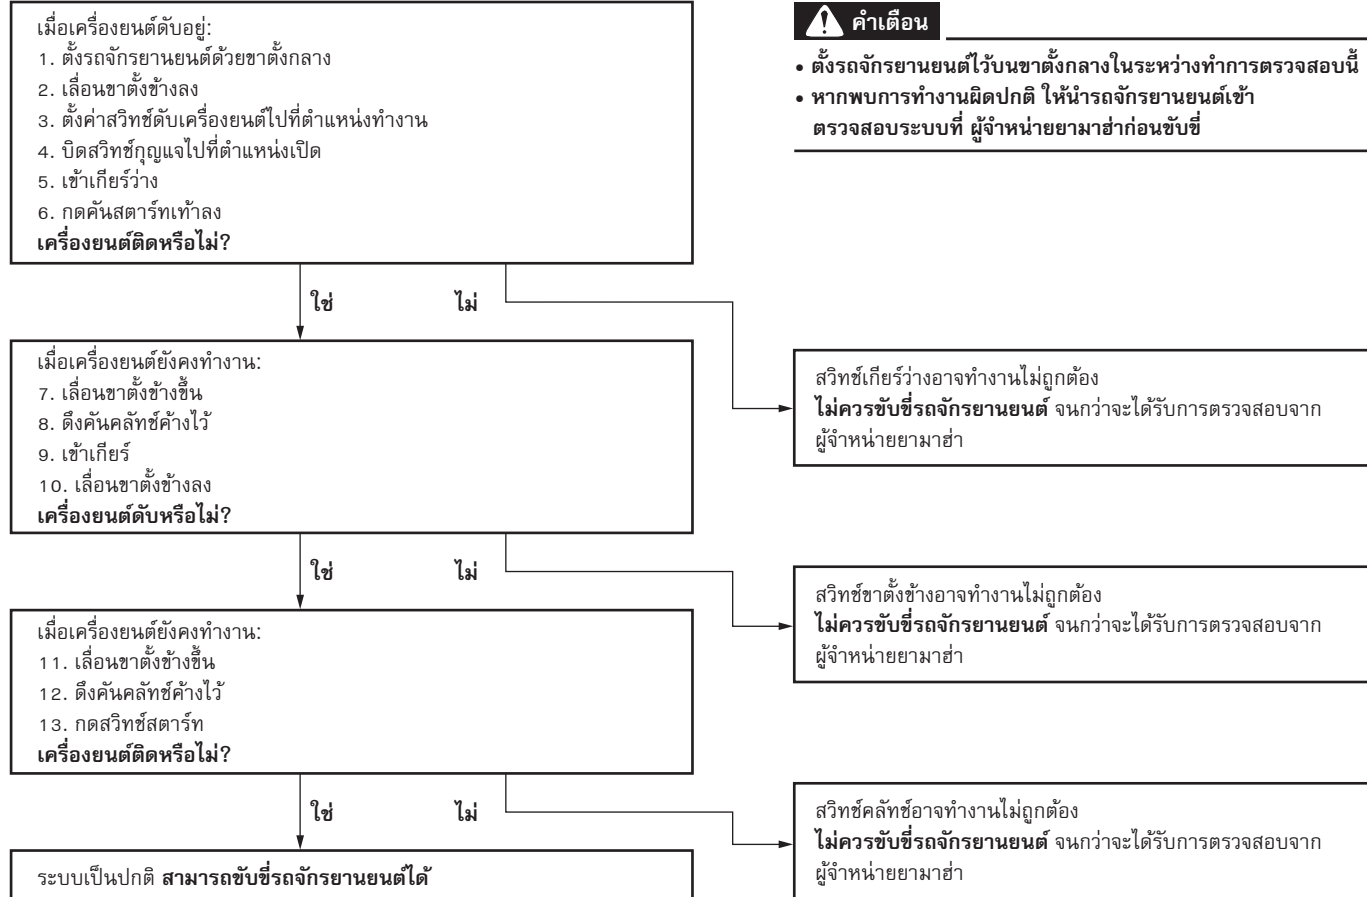 เมื่อเครื่องยนต์ดับอยู่:
1. ตั้งรถจักรยานยนต์ด้วยขาตั้งกลาง
2. เลื่อนขาตั้งข้างลง
3. ตั้งค่าสวิทช์ดับเครื่องยนต์ไปที่ตำแหน่งทำงาน
4. บิดสวิทช์กุญแจไปที่ตำแหน่งเปิด
5. เข้าเกียร์ว่าง
6. กดคันสตาร์ทเท้าลง
เครื่องยนต์ติดหรือไม่?
คำเตือน
• ตั้งรถจักรยานยนต์ไว้บนขาตั้งกลางในระหว่างทำการตรวจสอบนี้
• หากพบการทำงานผิดปกติ ให้นำรถจักรยานยนต์เข้า
ตรวจสอบระบบที่ ผู้จำหน่ายยามาฮ่าก่อนขับขี่
ใช่ ไม่
เมื่อเครื่องยนต์ยังคงทำงาน:
7. เลื่อนขาตั้งข้างขึ้น
8. ดึงคันคลัทช์ค้างไว้
9. เข้าเกียร์
10. เลื่อนขาตั้งข้างลง
เครื่องยนต์ดับหรือไม่?
สวิทช์เกียร์ว่างอาจทำงานไม่ถูกต้อง
ไม่ควรขับขี่รถจักรยานยนต์ จนกว่าจะได้รับการตรวจสอบจาก
ผู้จำหน่ายยามาฮ่า
ใช่ ไม่
เมื่อเครื่องยนต์ยังคงทำงาน:
11. เลื่อนขาตั้งข้างขึ้น
12. ดึงคันคลัทช์ค้างไว้
13. กดสวิทช์สตาร์ท
เครื่องยนต์ติดหรือไม่?
สวิทช์ขาตั้งข้างอาจทำงานไม่ถูกต้อง
ไม่ควรขับขี่รถจักรยานยนต์ จนกว่าจะได้รับการตรวจสอบจาก
ผู้จำหน่ายยามาฮ่า
ใช่ ไม่
ระบบเป็นปกติ สามารถขับขี่รถจักรยานยนต์ได้
สวิทช์คลัทช์อาจทำงานไม่ถูกต้อง
ไม่ควรขับขี่รถจักรยานยนต์ จนกว่าจะได้รับการตรวจสอบจาก
ผู้จำหน่ายยามาฮ่า